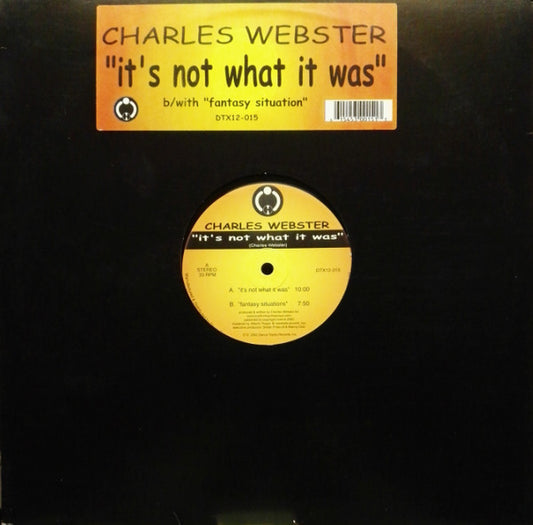 CHARLES WEBSTER
"it's not what it was"
b/with "fantasy situation"
DTX12-015
CHARLES WEBSTER
"it's not what it was"
(Charles Webster)
A
STEREO
33 RPM
DTX12-015
A. "it's not what it was" 10:00
B. "fantasy situations" 7:50